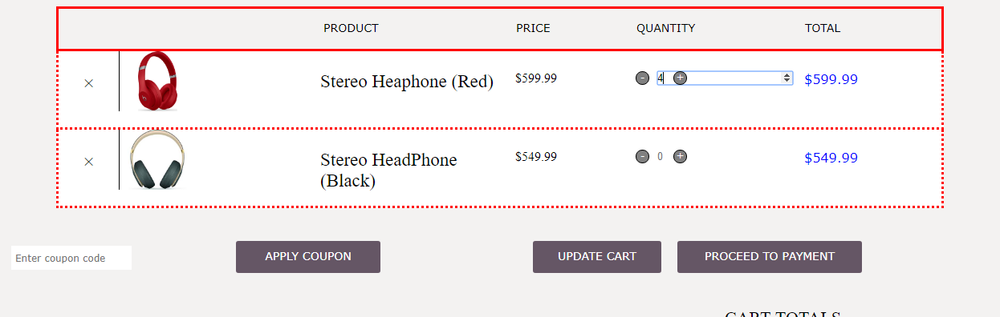 PRODUCT PRICE QUANTITY TOTAL
× Stereo Heaphone (Red) $599.99 - 4 + $599.99
× Stereo HeadPhone $549.99 - 0 + $549.99
(Black)
Enter coupon code APPLY COUPON UPDATE CART PROCEED TO PAYMENT
CART TOTALS